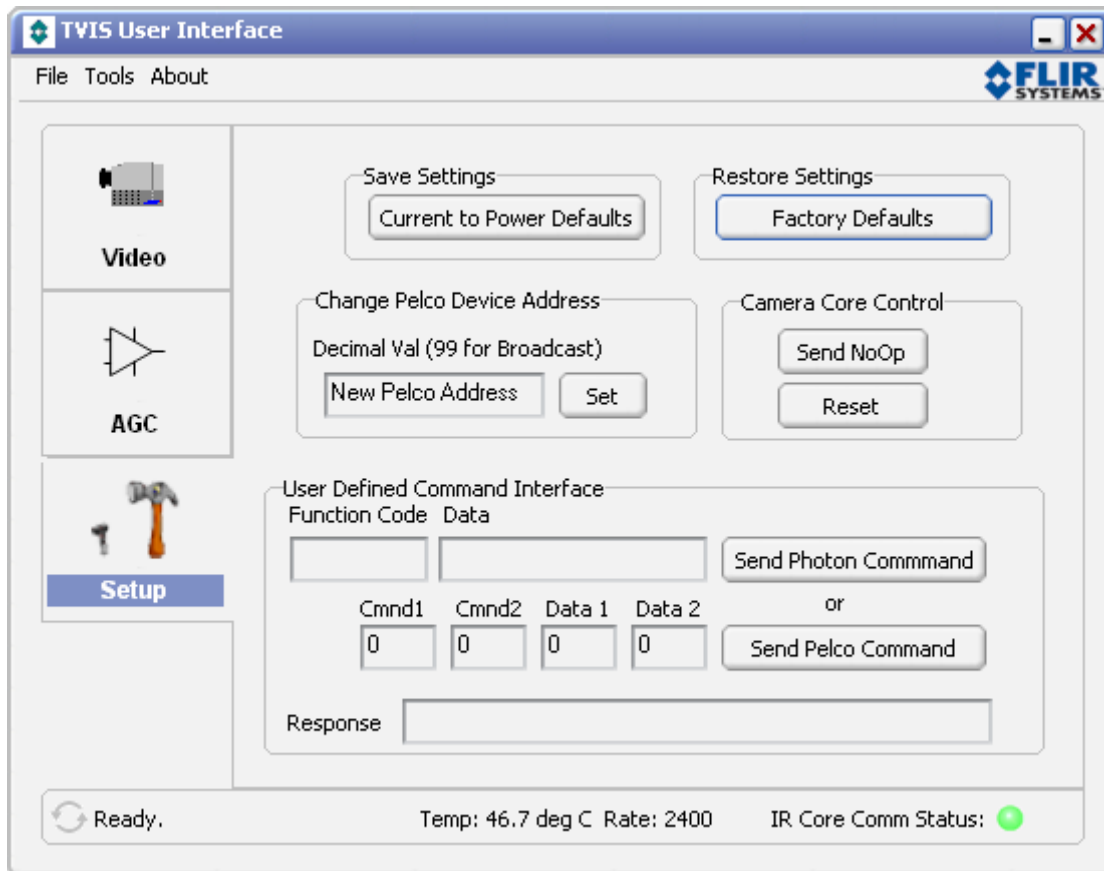 TVIS User Interface
File Tools About
FLIR
SYSTEMS
Video
AGC
Setup
Save Settings
Current to Power Defaults
Restore Settings
Factory Defaults
Change Pelco Device Address
Decimal Val (99 for Broadcast)
New Pelco Address Set
Camera Core Control
Send NoOp
Reset
User Defined Command Interface
Function Code Data
Send Photon Commmand
or
Cmnd1 Cmnd2 Data 1 Data 2
0 0 0 0
Send Pelco Command
Response
Ready. Temp: 46.7 deg C Rate: 2400 IR Core Comm Status: